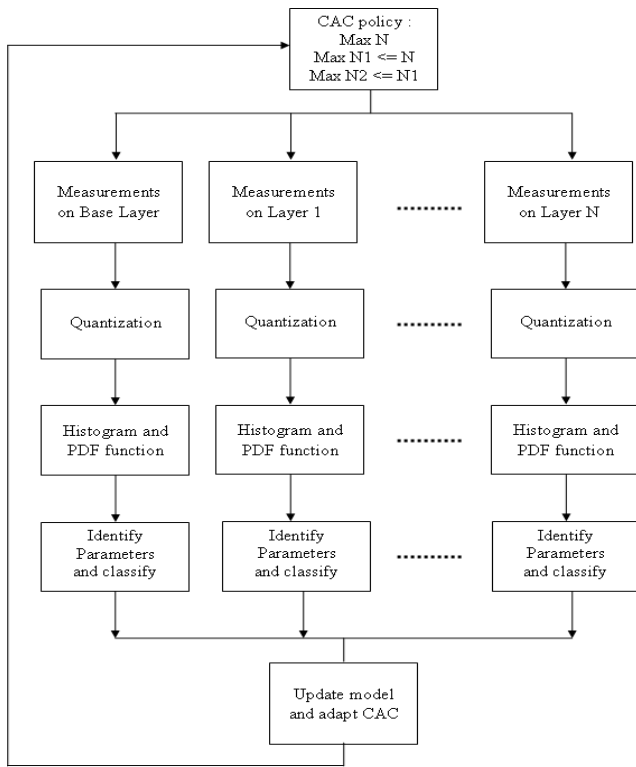 CAC policy :
Max N
Max N1 <= N
Max N2 <= N1
Measurements
on Base Layer
Measurements
on Layer 1
Measurements
on Layer N
Quantization
Quantization
Quantization
Histogram and
PDF function
Histogram and
PDF function
Histogram and
PDF function
Identify
Parameters
and classify
Identify
Parameters
and classify
Identify
Parameters
and classify
Update model
and adapt CAC